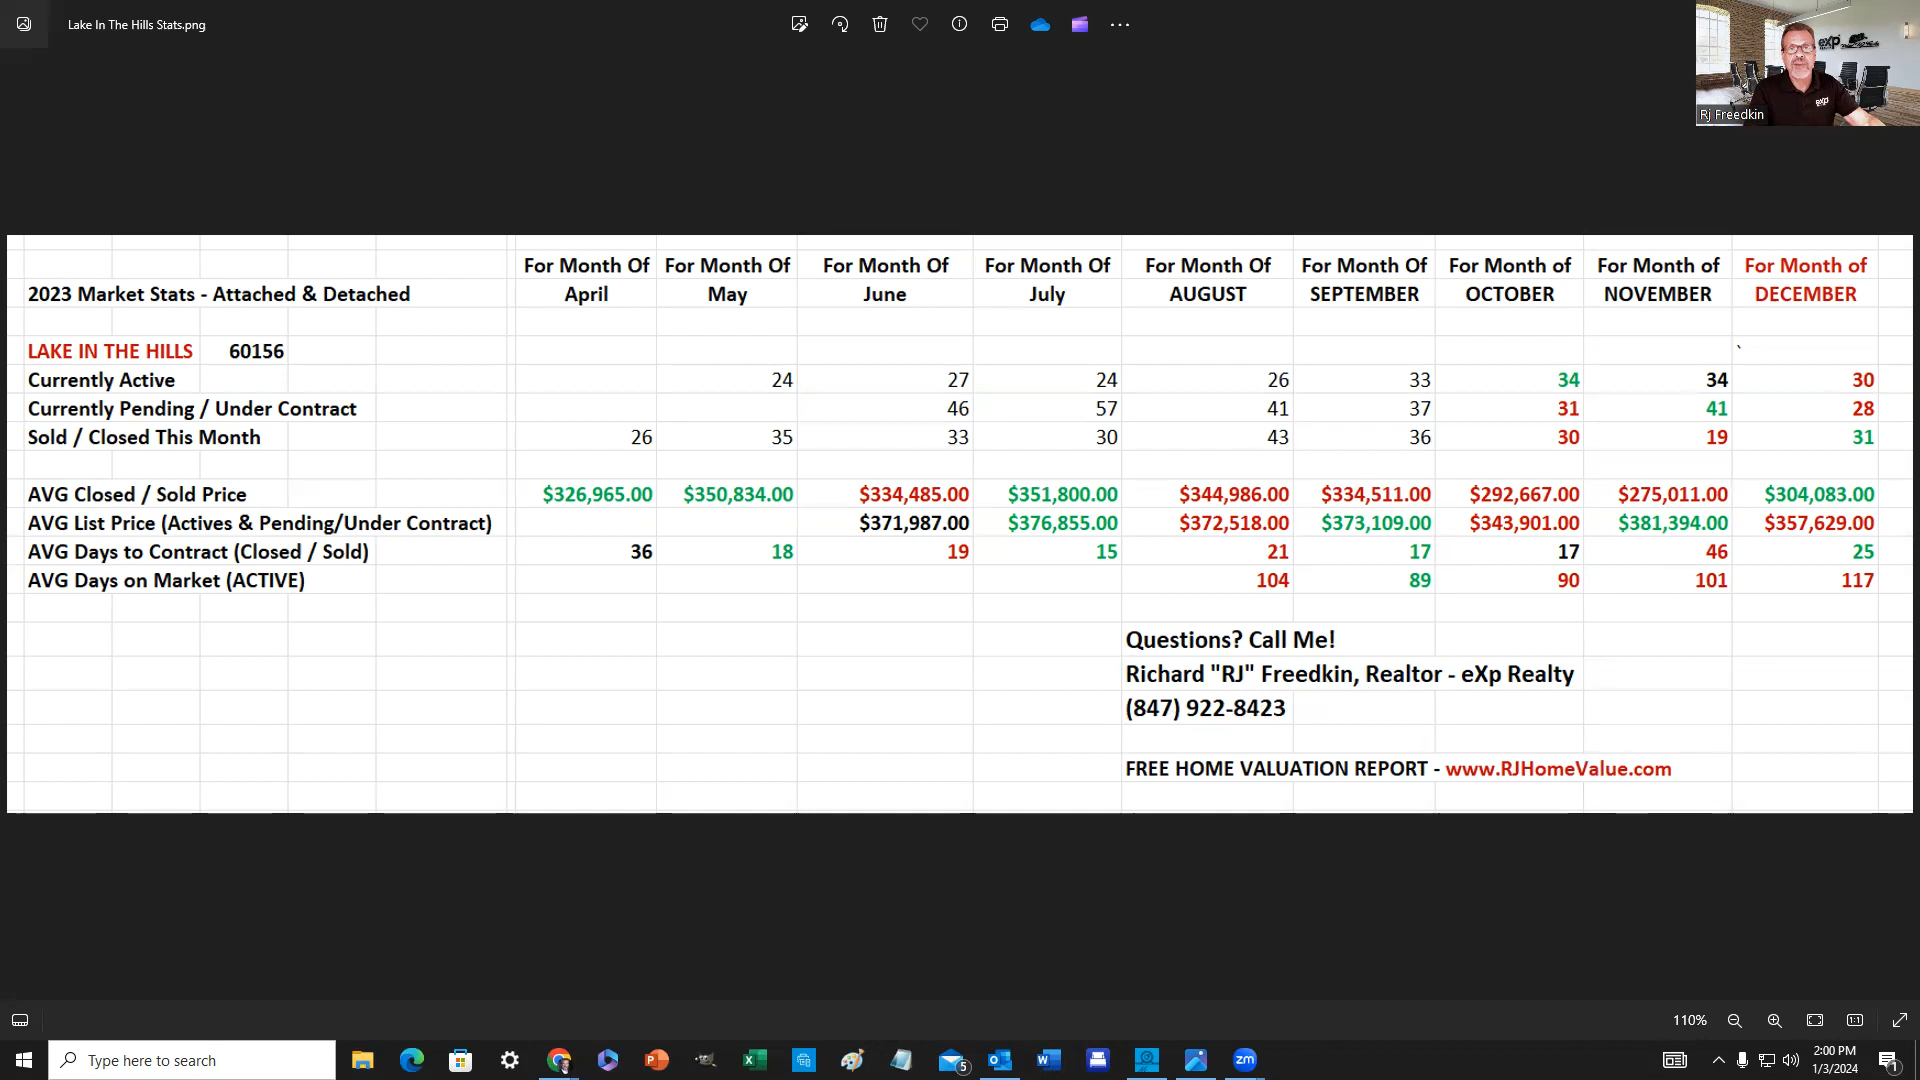 Lake In The Hills Stats.png
eXp
Rj Freedkin
For Month Of For Month Of For Month Of For Month Of For Month Of For Month Of For Month of For Month of For Month of
2023 Market Stats - Attached & Detached April May June July AUGUST SEPTEMBER OCTOBER NOVEMBER DECEMBER
LAKE IN THE HILLS 60156 `
Currently Active 24 27 24 26 33 34 34 30
Currently Pending / Under Contract 46 57 41 37 31 41 28
Sold / Closed This Month 26 35 33 30 43 36 30 19 31
AVG Closed / Sold Price $326,965.00 $350,834.00 $334,485.00 $351,800.00 $344,986.00 $334,511.00 $292,667.00 $275,011.00 $304,083.00
AVG List Price (Actives & Pending/Under Contract) $371,987.00 $376,855.00 $372,518.00 $373,109.00 $343,901.00 $381,394.00 $357,629.00
AVG Days to Contract (Closed / Sold) 36 18 19 15 21 17 17 46 25
AVG Days on Market (ACTIVE) 104 89 90 101 117
Questions? Call Me!
Richard "RJ" Freedkin, Realtor - eXp Realty
(847) 922-8423
FREE HOME VALUATION REPORT - www.RJHomeValue.com
110%
Type here to search
5
zm
2:00 PM
1/3/2024
1